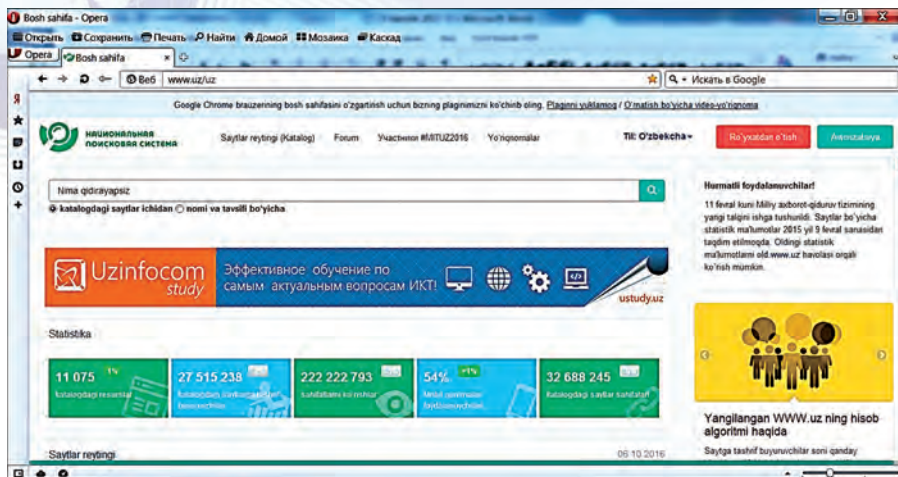 Bosh sahifa - Opera
Открыть Сохранить Печать Найти Домой Мозаика Каскад
Opera Bosh sahifa
Веб www.uz/uz Искать в Google
Google Chrome brauzerining bosh sahifasini o'zgartirish uchun bizning plaginimizni ko'chirib oling. Plaginni yuklamoq / O'rnatish bo'yicha video-yo'riqnoma
НАЦИОНАЛЬНАЯ
ПОИСКОВАЯ СИСТЕМА
Saytlar reytingi (Katalog) Forum Участники #MITUZ2016 Yo'riqnomalar Til: O'zbekcha Ro'yxatdan o'tish Avtorizatsiya
Nima qidirayapsiz
katalogdagi saytlar ichidan nomi va tavsifi bo'yicha
Hurmatli foydalanuvchilar!
11 fevral kuni Milliy axborot-qidiruv tizimining
yangi talqini ishga tushirildi. Saytlar bo'yicha
statistik ma'lumotlar 2015 yil 9 fevral sanasidan
taqdim etilmoqda. Oldingi statistik
ma'lumotlarni old.www.uz havolasi orqali
ko'rish mumkin.
Uzinfocom
study
Эффективное обучение по
самым актуальным вопросам ИКТ!
ustudy.uz
Statistika
11 075
katalogdagi resurslar
27 515 238
222 222 793
sahifalarni ko'rishlar
54% +1%
32 688 245
katalogdagi saytlar sahifalari
Yangilangan WWW.uz ning hisob
algoritmi haqida
Saytga tashrif buyuruvchilar soni qanday
Saytlar reytingi 06.10.2016